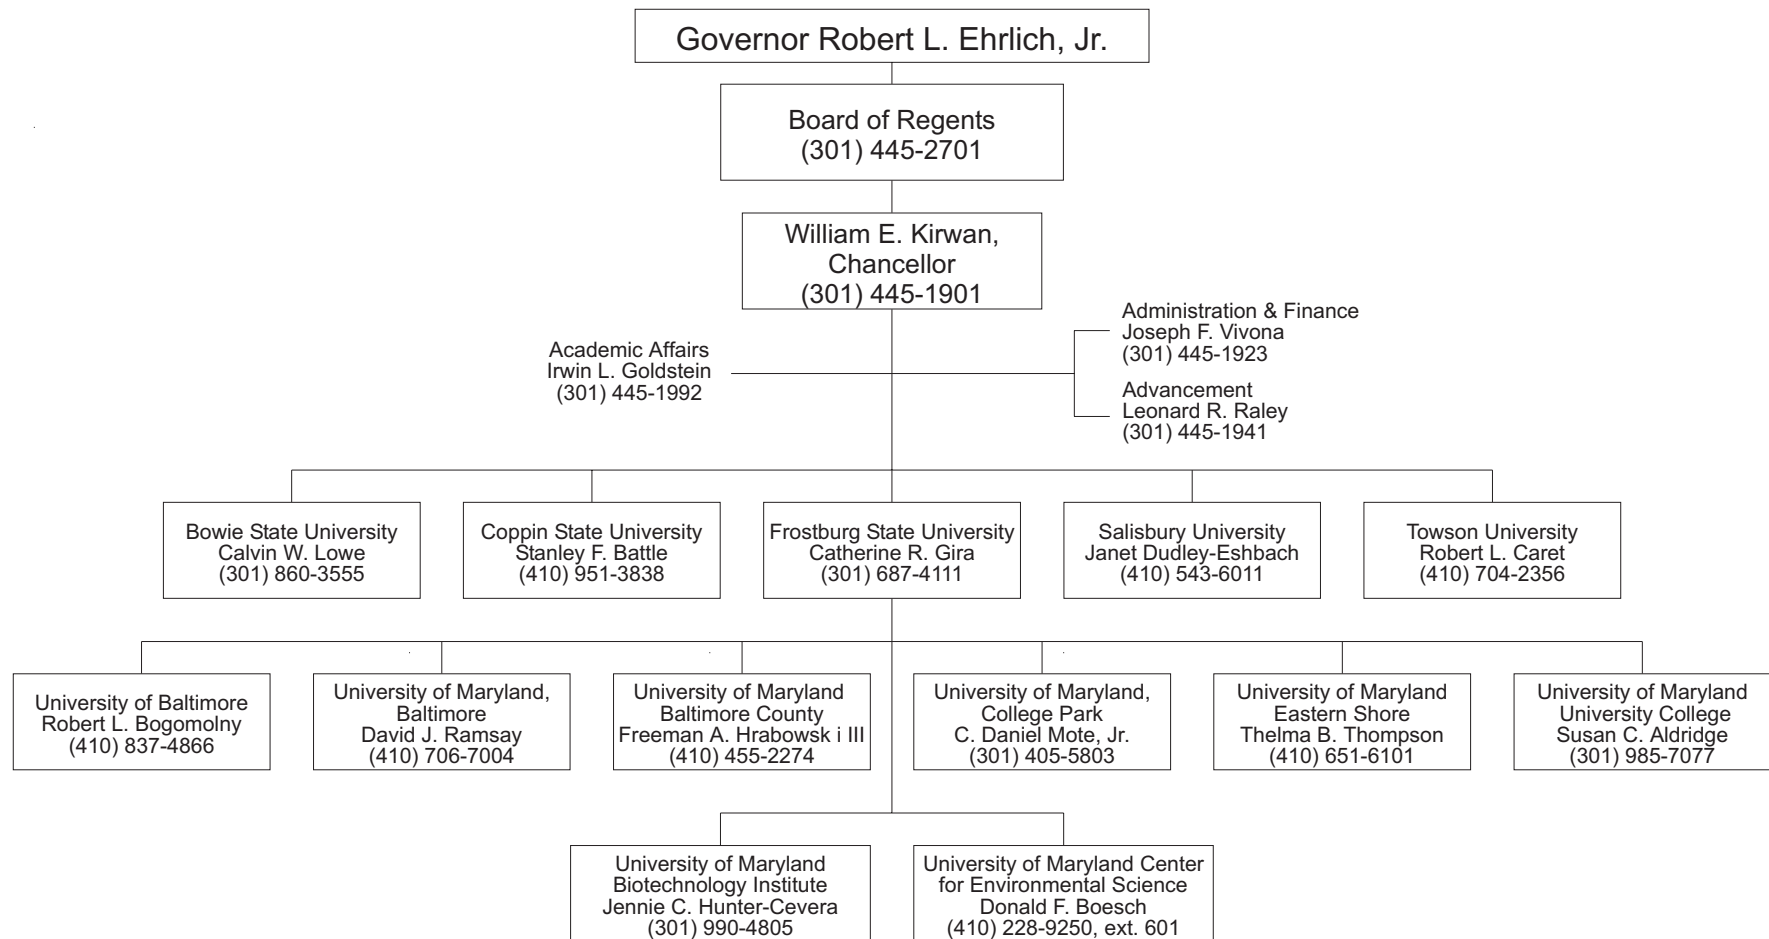 Governor Robert L. Ehrlich, Jr.
Board of Regents
(301) 445-2701
William E. Kirwan,
Chancellor
(301) 445-1901
Academic Affairs
Irwin L. Goldstein
(301) 445-1992
Administration & Finance
Joseph F. Vivona
(301) 445-1923
Advancement
Leonard R. Raley
(301) 445-1941
Bowie State University
Calvin W. Lowe
(301) 860-3555
Coppin State University
Stanley F. Battle
(410) 951-3838
Frostburg State University
Catherine R. Gira
(301) 687-4111
Salisbury University
Janet Dudley-Eshbach
(410) 543-6011
Towson University
Robert L. Caret
(410) 704-2356
University of Baltimore
Robert L. Bogomolny
(410) 837-4866
University of Maryland,
Baltimore
David J. Ramsay
(410) 706-7004
University of Maryland
Baltimore County
Freeman A. Hrabowsk i III
(410) 455-2274
University of Maryland,
College Park
C. Daniel Mote, Jr.
(301) 405-5803
University of Maryland
Eastern Shore
Thelma B. Thompson
(410) 651-6101
University of Maryland
University College
Susan C. Aldridge
(301) 985-7077
University of Maryland
Biotechnology Institute
Jennie C. Hunter-Cevera
(301) 990-4805
University of Maryland Center
for Environmental Science
Donald F. Boesch
(410) 228-9250, ext. 601